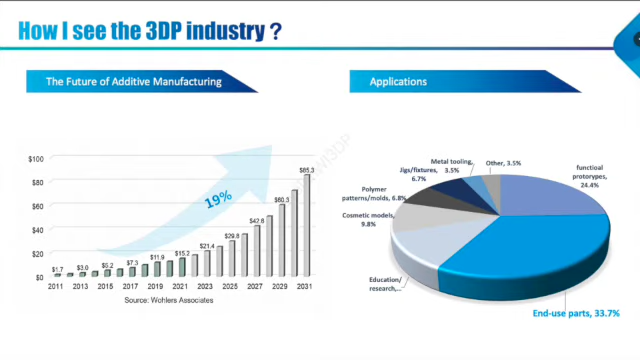 How I see the 3DP industry？
The Future of Additive Manufacturing
Applications
$100
$80
$60
$40
$20
$0
19%
$1.7
$3.0
$5.2
$7.3
$11.9
$15.2
$21.4
$29.8
$42.6
$60.3
$85.3
2011 2013 2015 2017 2019 2021 2023 2025 2027 2029 2031
Source: Wohlers Associates
Metal tooling,
3.5%
Other, 3.5%
Jigs/fixtures,
6.7%
functioal
prototypes,
24.4%
Polymer
patterns/molds, 6.8%
Cosmetic models,
9.8%
Education/
research,...
End-use parts, 33.7%